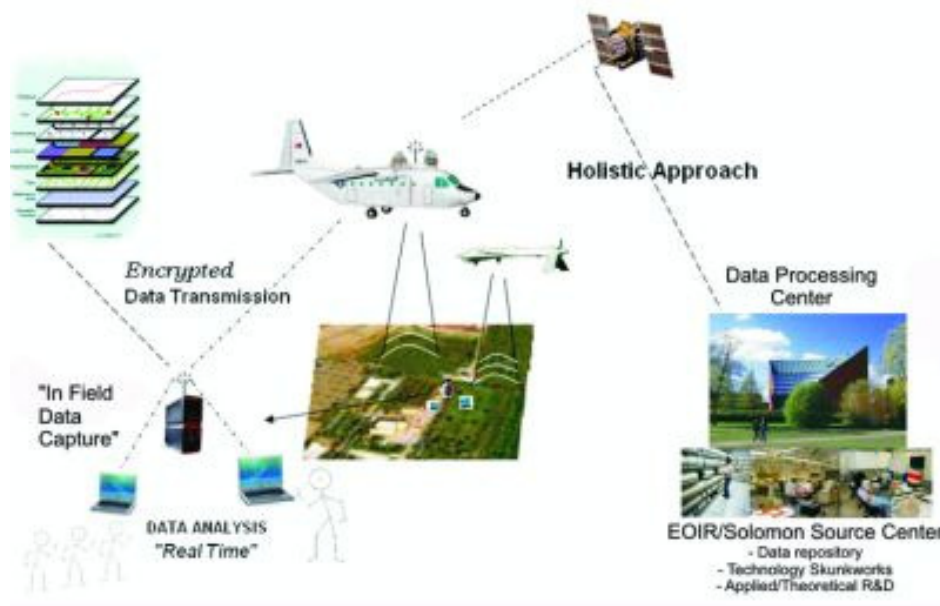 Holistic Approach
Encrypted
Data Transmission
Data Processing
Center
"In Field
Data
Capture"
DATA ANALYSIS
"Real Time"
EOIR/Solomon Source Center
- Data repository
- Technology Skunkworks
- Applied/Theoretical R&D